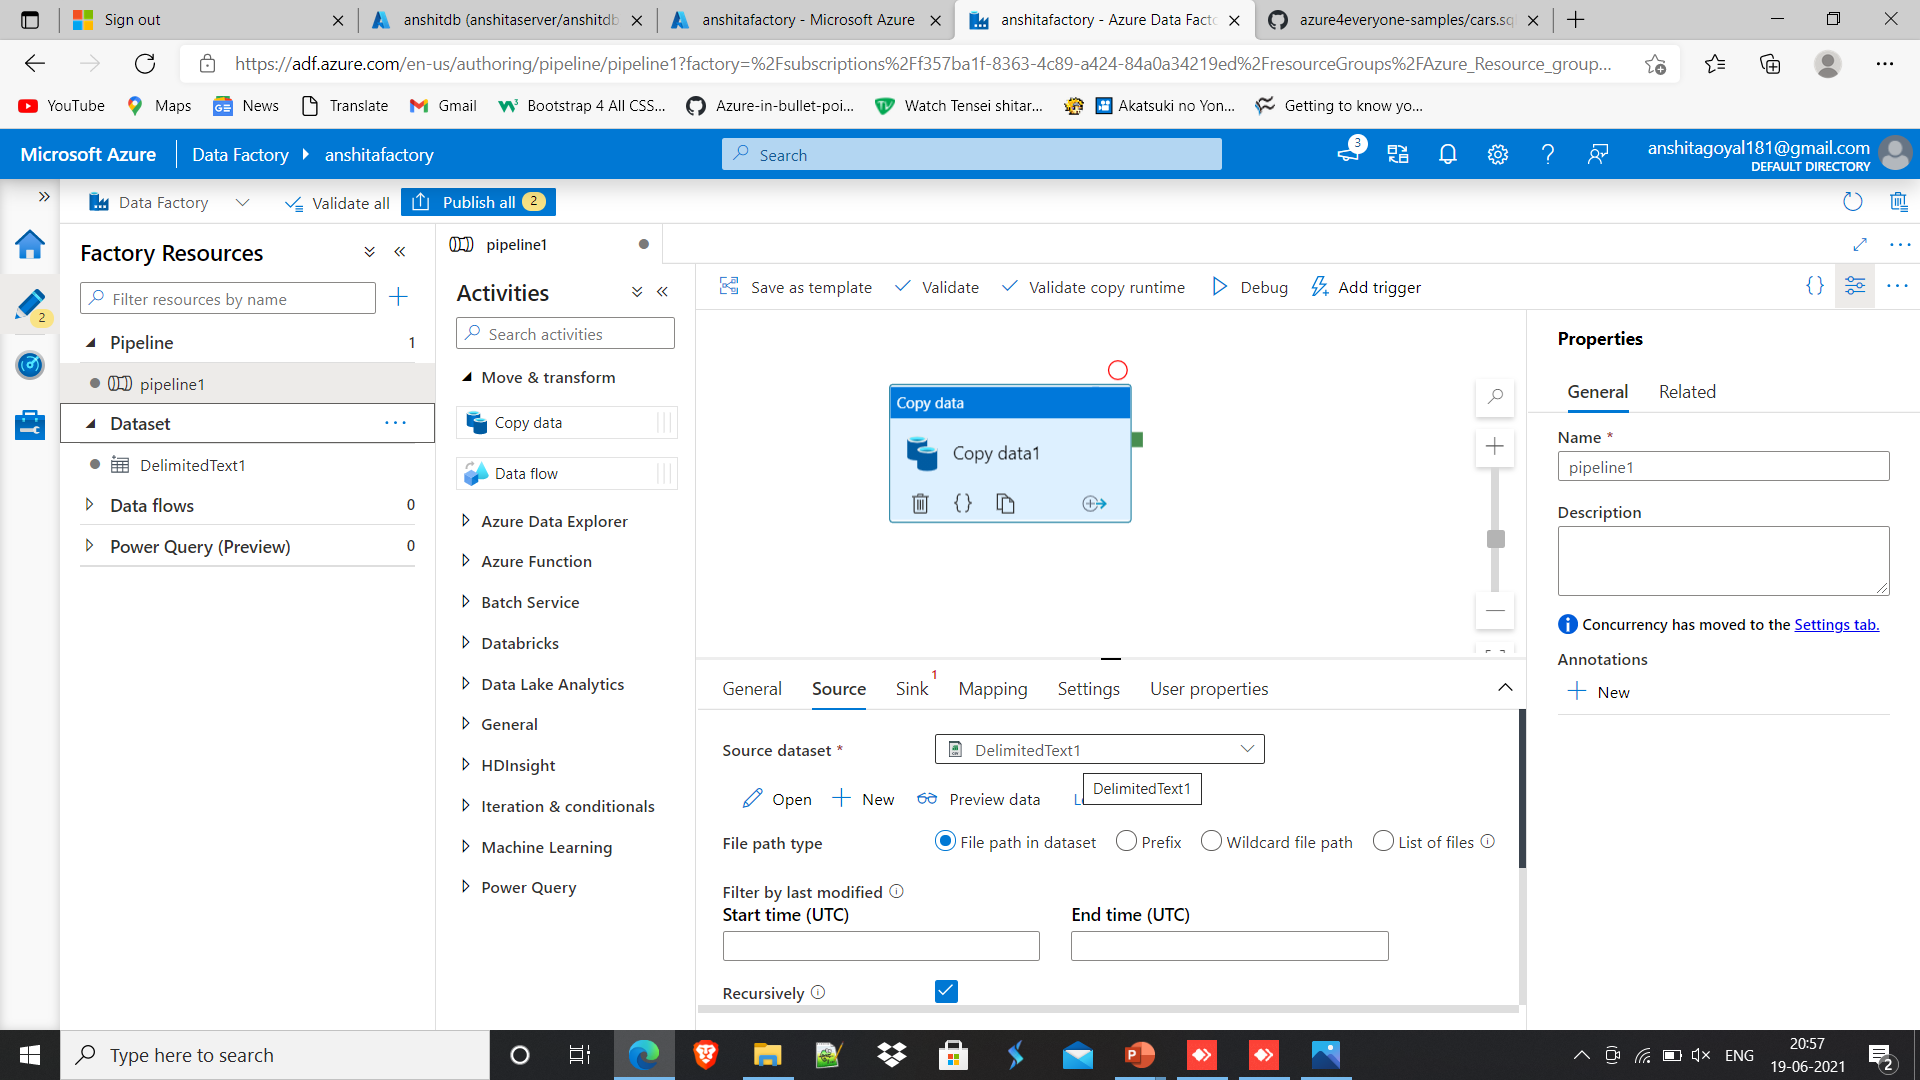 Sign out
anshitdb (anshitaserver/anshitdb
anshitafactory - Microsoft Azure
anshitafactory - Azure Data Facto
azure4everyone-samples/cars.sq
https://adf.azure.com/en-us/authoring/pipeline/pipeline1?factory=%2Fsubscriptions%2Ff357ba1f-8363-4c89-a424-84a0a34219ed%2FresourceGroups%2FAzure_Resource_group...
YouTube
Maps
News
Translate
Gmail
Bootstrap 4 All CSS...
Azure-in-bullet-poi...
Watch Tensei shitar...
Akatsuki no Yon...
Getting to know yo...
Microsoft Azure
Data Factory
anshitafactory
Search
3
anshitagoyal181@gmail.com
DEFAULT DIRECTORY
Data Factory
Validate all
Publish all 2
2
Factory Resources
Filter resources by name
Pipeline 1
pipeline1
Dataset
DelimitedText1
Data flows 0
Power Query (Preview) 0
pipeline1
Activities
Search activities
Move & transform
Copy data
Data flow
Azure Data Explorer
Azure Function
Batch Service
Databricks
Data Lake Analytics
General
HDInsight
Iteration & conditionals
Machine Learning
Power Query
Save as template
Validate
Validate copy runtime
Debug
Add trigger
Copy data
Copy data1
General
Source
Sink 1
Mapping
Settings
User properties
Source dataset *
DelimitedText1
Open
New
Preview data
DelimitedText1
File path type
File path in dataset
Prefix
Wildcard file path
List of files
Filter by last modified
Start time (UTC)
End time (UTC)
Recursively
Properties
General
Related
Name *
pipeline1
Description
Concurrency has moved to the Settings tab.
Annotations
New
Type here to search
ENG
20:57
19-06-2021
2